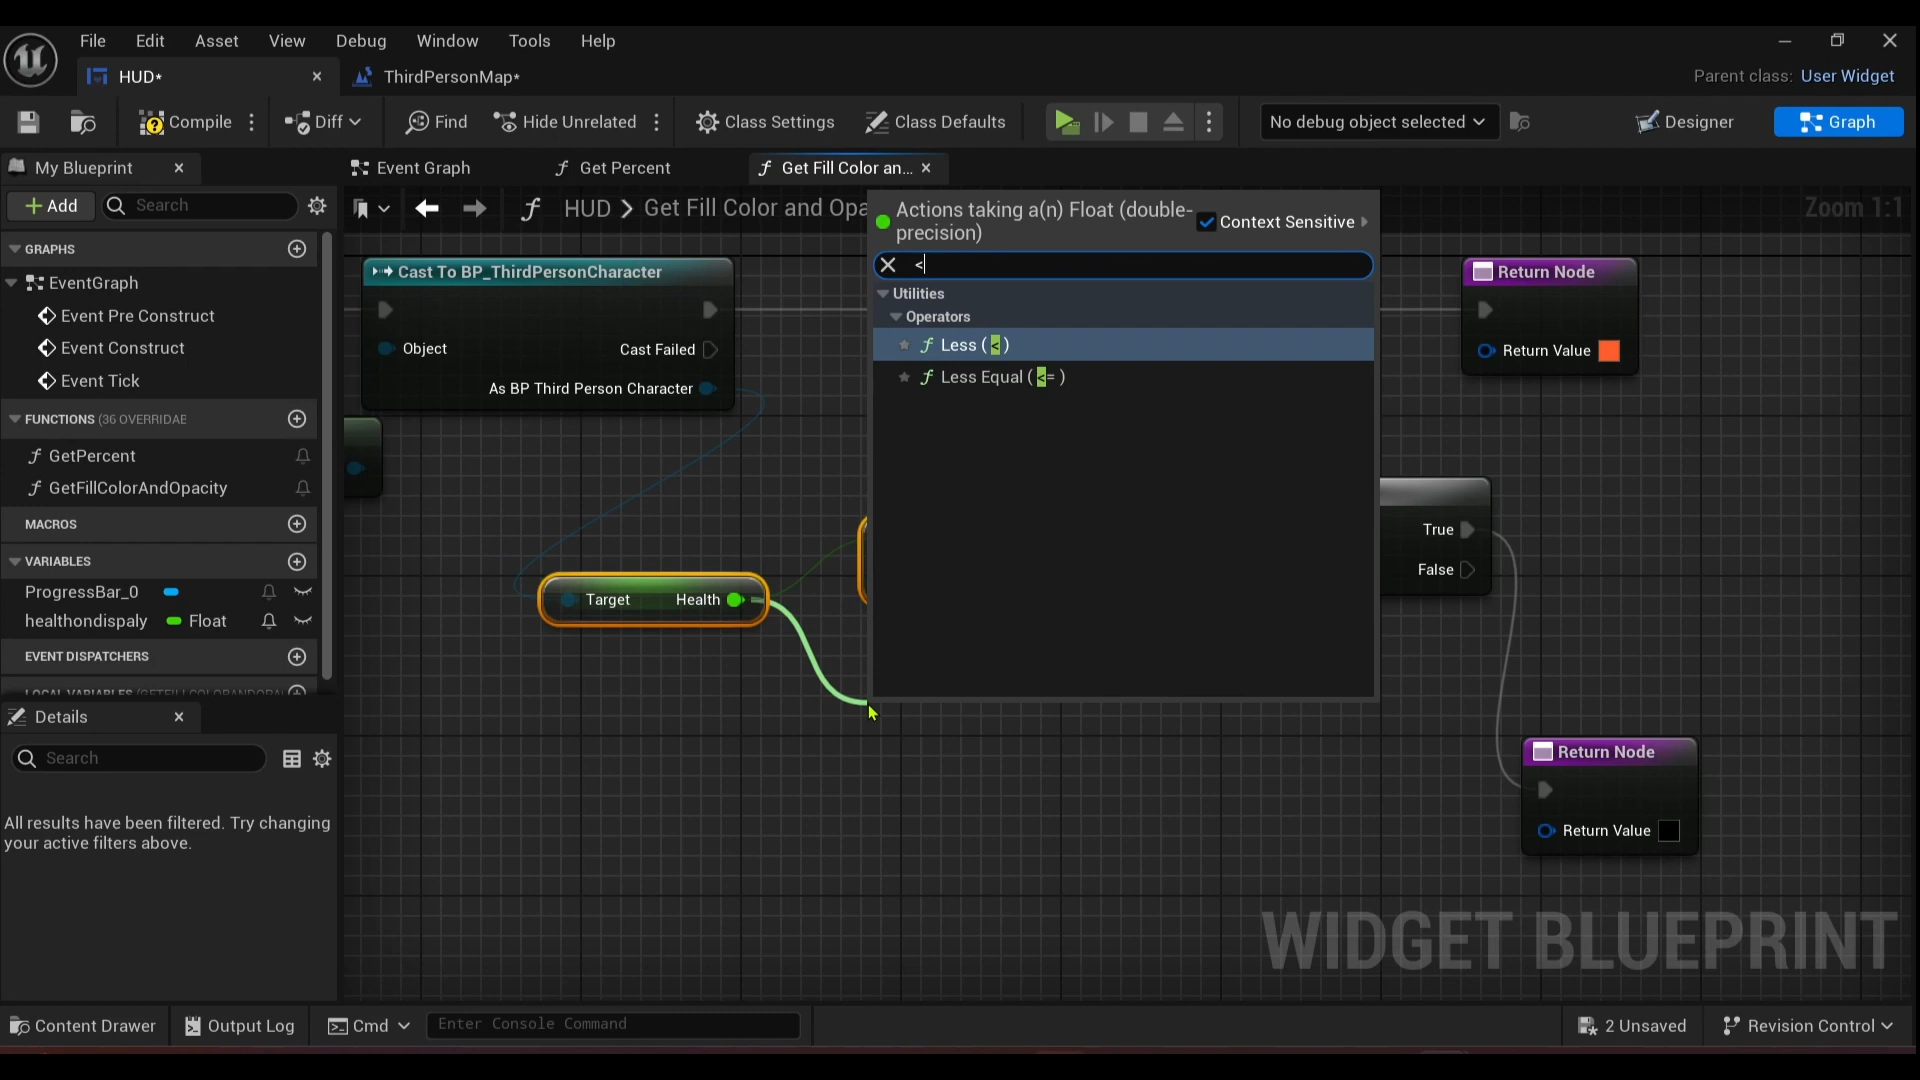 File Edit Asset View Debug Window Tools Help
HUD* ThirdPersonMap* Parent class: User Widget
Compile Diff Find Hide Unrelated Class Settings Class Defaults No debug object selected Designer Graph
My Blueprint Event Graph Get Percent Get Fill Color an...
Add Search
HUD > Get Fill Color and Opa Zoom 1:1
GRAPHS
EventGraph
Event Pre Construct
Event Construct
Event Tick
FUNCTIONS (36 OVERRIDAE
GetPercent
GetFillColorAndOpacity
MACROS
VARIABLES
ProgressBar_0
healthondispaly Float
EVENT DISPATCHERS
LOCAL VARIABLES (GETFILLCOLORANDOPA
Details
Search
All results have been filtered. Try changing
your active filters above.
Cast To BP_ThirdPersonCharacter
Object Cast Failed
As BP Third Person Character
Target Health
Actions taking a(n) Float (double-
precision)
Context Sensitive
<
Utilities
Operators
Less ( < )
Less Equal ( <= )
Return Node
Return Value
True
False
Return Node
Return Value
WIDGET BLUEPRINT
Content Drawer Output Log Cmd Enter Console Command 2 Unsaved Revision Control